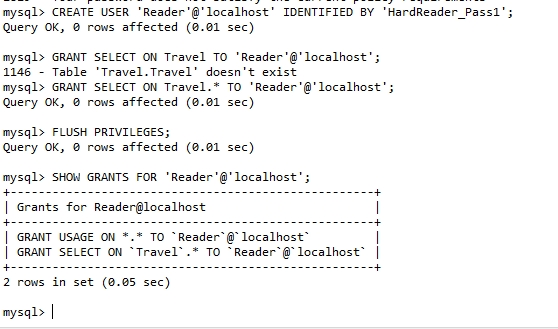 mysql> CREATE USER 'Reader'@'localhost' IDENTIFIED BY 'HardReader_Pass1';
Query OK, 0 rows affected (0.01 sec)
mysql> GRANT SELECT ON Travel TO 'Reader'@'localhost';
1146 - Table 'Travel.Travel' doesn't exist
mysql> GRANT SELECT ON Travel.* TO 'Reader'@'localhost';
Query OK, 0 rows affected (0.01 sec)
mysql> FLUSH PRIVILEGES;
Query OK, 0 rows affected (0.01 sec)
mysql> SHOW GRANTS FOR 'Reader'@'localhost';
+---------------------------------------------------+
| Grants for Reader@localhost                       |
+---------------------------------------------------+
| GRANT USAGE ON *.* TO `Reader`@`localhost`        |
| GRANT SELECT ON `Travel`.* TO `Reader`@`localhost` |
+---------------------------------------------------+
2 rows in set (0.05 sec)
mysql>